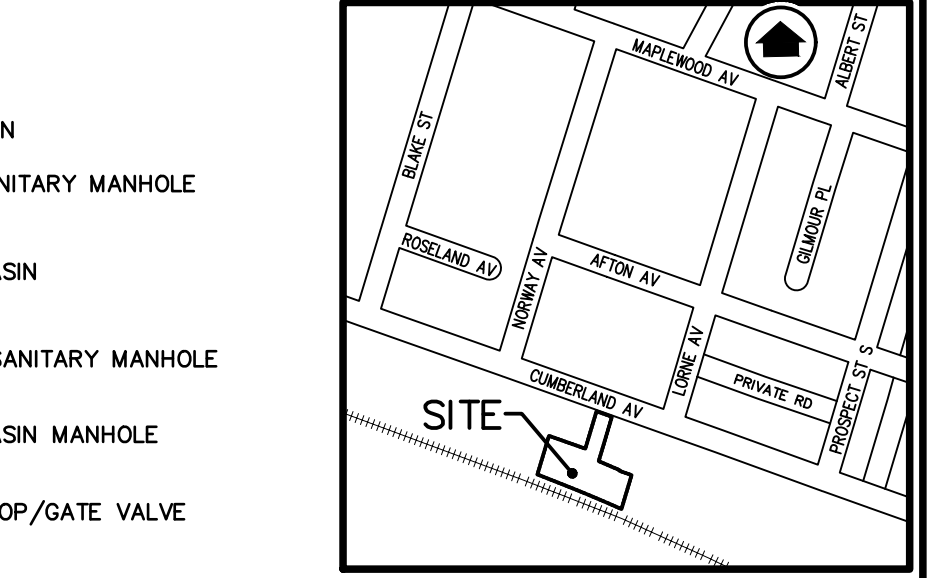 N
NITARY MANHOLE
ASIN
SANITARY MANHOLE
ASIN MANHOLE
OP/GATE VALVE
MAPLEWOOD AV
ALBERT ST
BLAKE ST
GILMOUR PL
ROSELAND AV
NORWAY AV
AFTON AV
LORNE AV
PRIVATE RD
PROSPECT ST S
CUMBERLAND AV
SITE